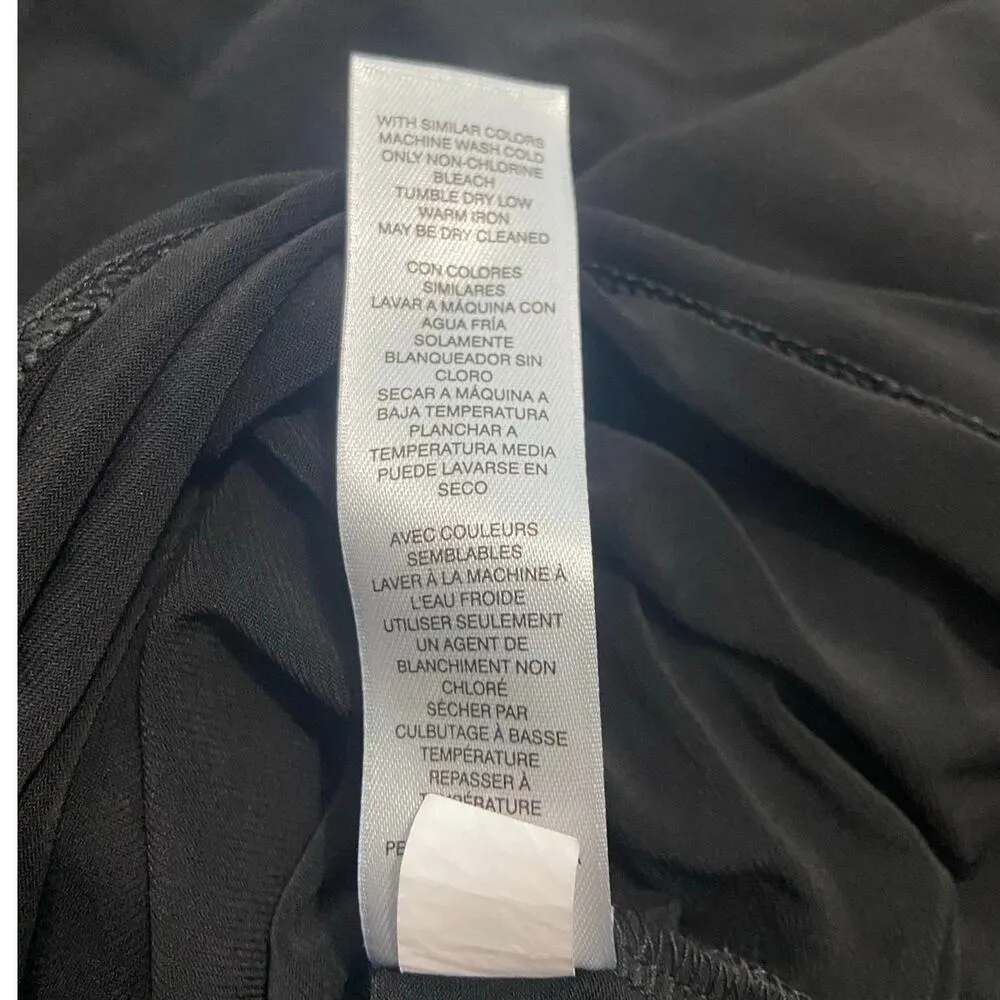 WITH SIMILAR COLORS
MACHINE WASH COLD
ONLY NON-CHLORINE
BLEACH
TUMBLE DRY LOW
WARM IRON
MAY BE DRY CLEANED
CON COLORES
SIMILARES
LAVAR A MÁQUINA CON
AGUA FRÍA
SOLAMENTE
BLANQUEADOR SIN
CLORO
SECAR A MÁQUINA A
BAJA TEMPERATURA
PLANCHAR A
TEMPERATURA MEDIA
PUEDE LAVARSE EN
SECO
AVEC COULEURS
SEMBLABLES
LAVER À LA MACHINE À
L'EAU FROIDE
UTILISER SEULEMENT
UN AGENT DE
BLANCHIMENT NON
CHLORÉ
SÉCHER PAR
CULBUTAGE À BASSE
TEMPÉRATURE
REPASSER À